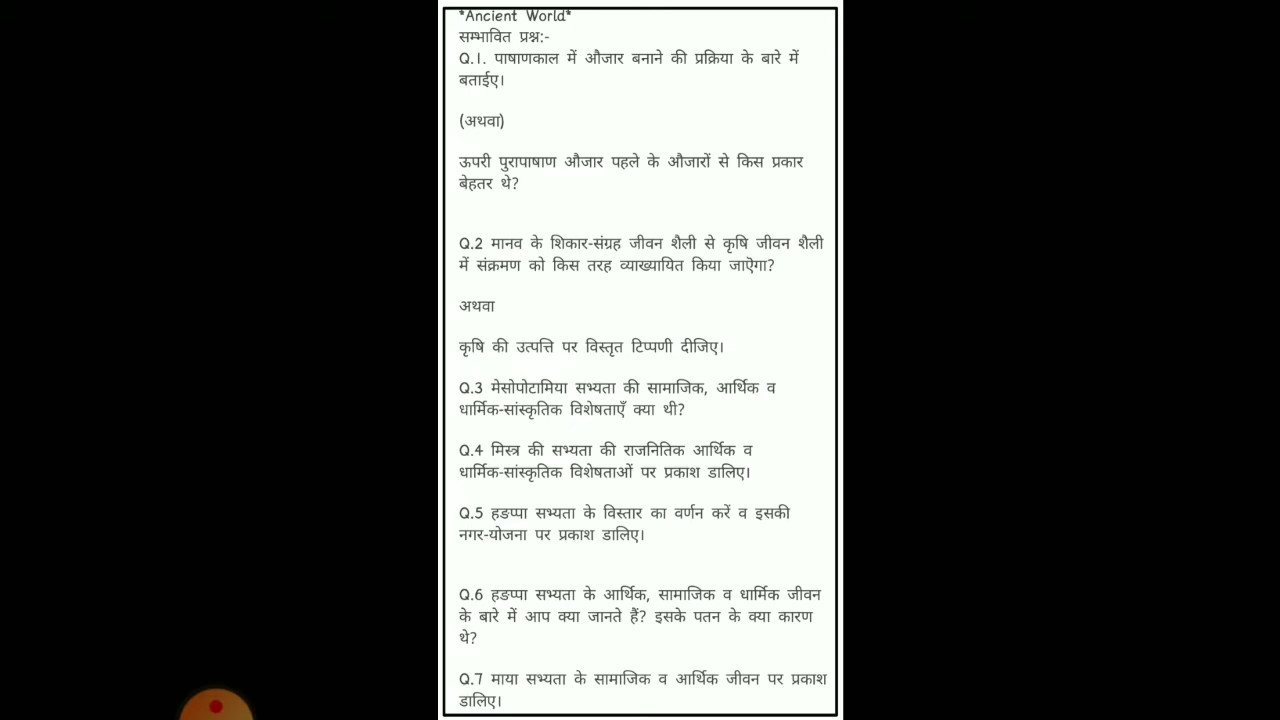 *Ancient World*
सम्भावित प्रश्न:-
Q.1. पाषाणकाल में औजार बनाने की प्रक्रिया के बारे में
बताईए।
(अथवा)
ऊपरी पुरापाषाण औजार पहले के औजारों से किस प्रकार
बेहतर थे?
Q.2 मानव के शिकार-संग्रह जीवन शैली से कृषि जीवन शैली
में संक्रमण को किस तरह व्याख्यायित किया जाऎगा?
अथवा
कृषि की उत्पत्ति पर विस्तृत टिप्पणी दीजिए।
Q.3 मेसोपोटामिया सभ्यता की सामाजिक, आर्थिक व
धार्मिक-सांस्कृतिक विशेषताएँ क्या थी?
Q.4 मिस्त्र की सभ्यता की राजनितिक आर्थिक व
धार्मिक-सांस्कृतिक विशेषताओं पर प्रकाश डालिए।
Q.5 हडप्पा सभ्यता के विस्तार का वर्णन करें व इसकी
नगर-योजना पर प्रकाश डालिए।
Q.6 हडप्पा सभ्यता के आर्थिक, सामाजिक व धार्मिक जीवन
के बारे में आप क्या जानते हैं? इसके पतन के क्या कारण
थे?
Q.7 माया सभ्यता के सामाजिक व आर्थिक जीवन पर प्रकाश
डालिए।